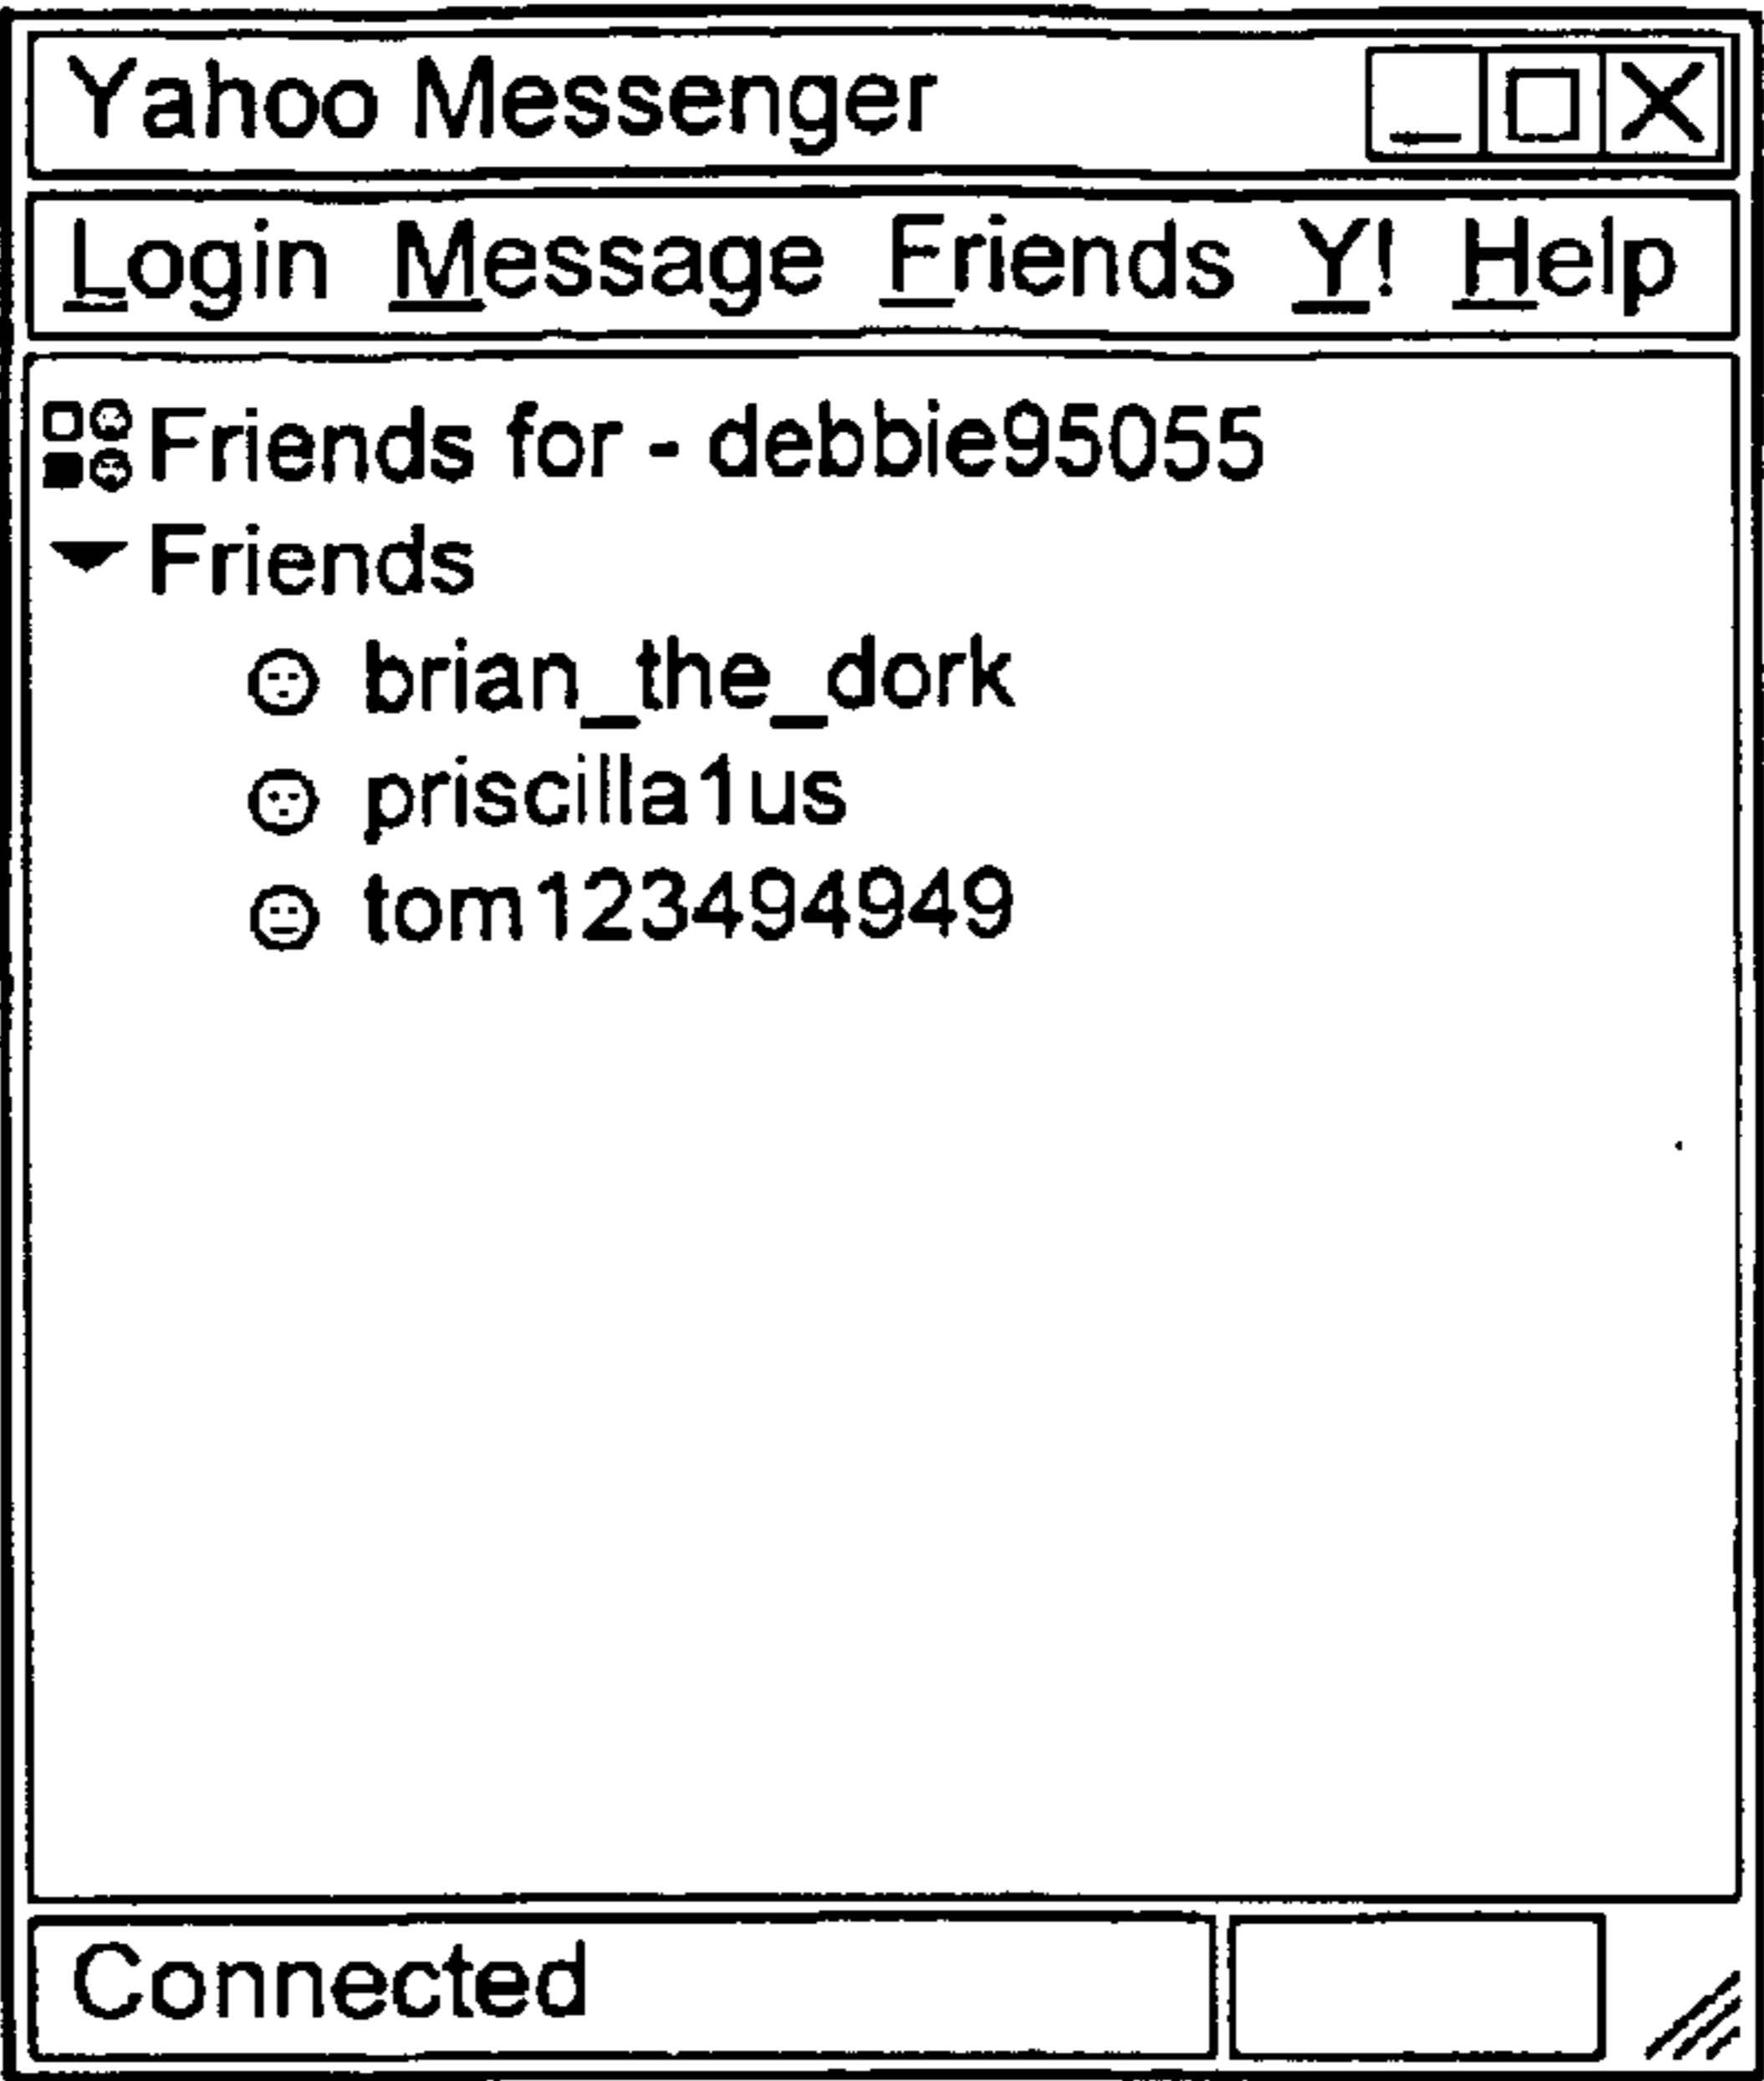 Yahoo Messenger
Login Message Friends Y! Help
Friends for - debbie95055
Friends
brian_the_dork
priscilla1us
tom123494949
Connected